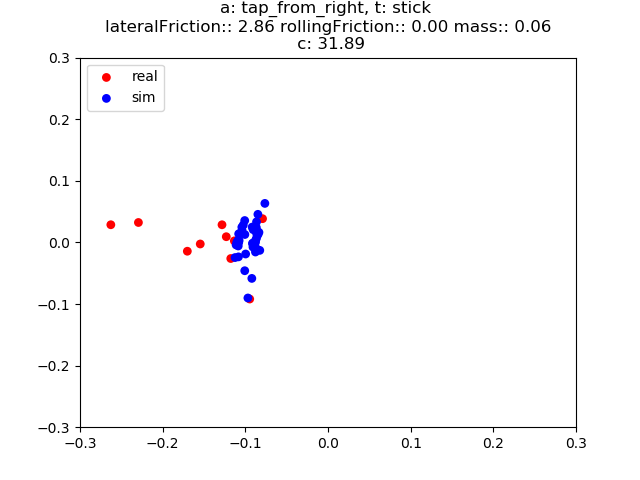 a: tap_from_right, t: stick
lateralFriction:: 2.86 rollingFriction:: 0.00 mass:: 0.06
c: 31.89
real
sim
0.3
0.2
0.1
0.0
−0.1
−0.2
−0.3
−0.3
−0.2
−0.1
0.0
0.1
0.2
0.3